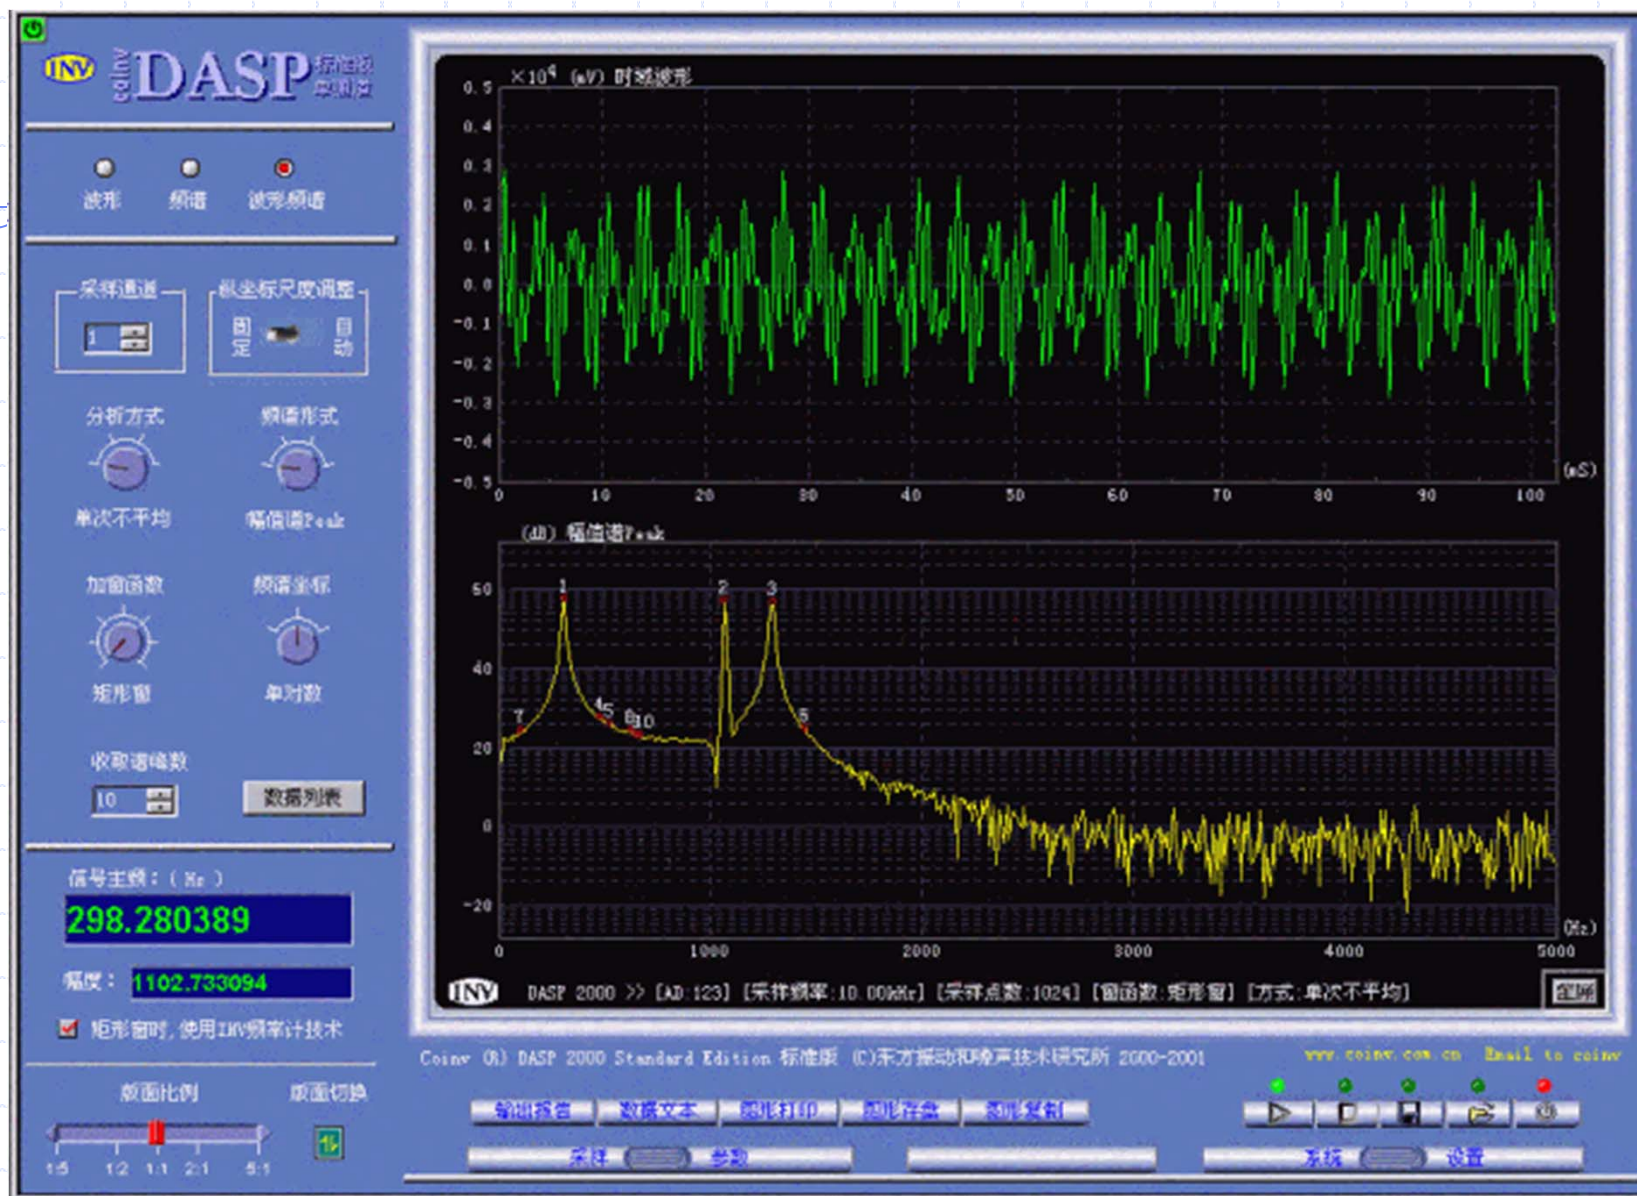 INV coinv DASP 标准版
单通道
波形 频谱 波形频谱
采样通道 纵坐标尺度调整
1 固定 自动
分析方式 频谱形式
单次不平均 幅值谱Peak
加窗函数 频谱坐标
矩形窗 单对数
收取谱峰数
10 数据列表
信号主频：( Hz )
298.280389
幅度： 1102.733094
矩形窗时,使用INV频率计技术
版面比例 版面切换
1:5 1:2 1:1 2:1 5:1
×10⁴ (mV) 时域波形
0.5
0.4
0.3
0.2
0.1
0.0
-0.1
-0.2
-0.3
-0.4
-0.5
(mS)
0 10 20 30 40 50 60 70 80 90 100
(dB) 幅值谱Peak
50
1 2 3
40
7 4 5 8 10 6
20
0
-20
(Hz)
0 1000 2000 3000 4000 5000
INV DASP 2000 >> [AD:123] [采样频率:10.00kHz] [采样点数:1024] [窗函数:矩形窗] [方式:单次不平均] 全屏
Coinv (R) DASP 2000 Standard Edition 标准版 (C)东方振动和噪声技术研究所 2000-2001 www.coinv.com.cn Email to coinv
输出报告 数据文本 图形打印 图形存盘 图形复制
采样 参数 系统 设置